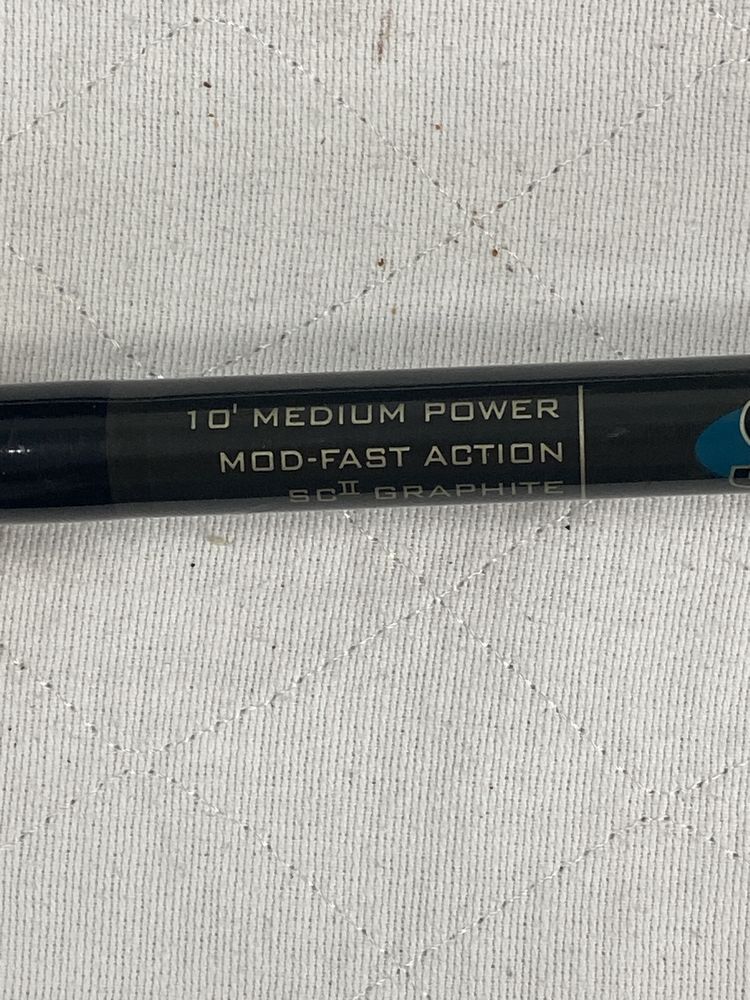 10' MEDIUM POWER
MOD-FAST ACTION
SCII GRAPHITE